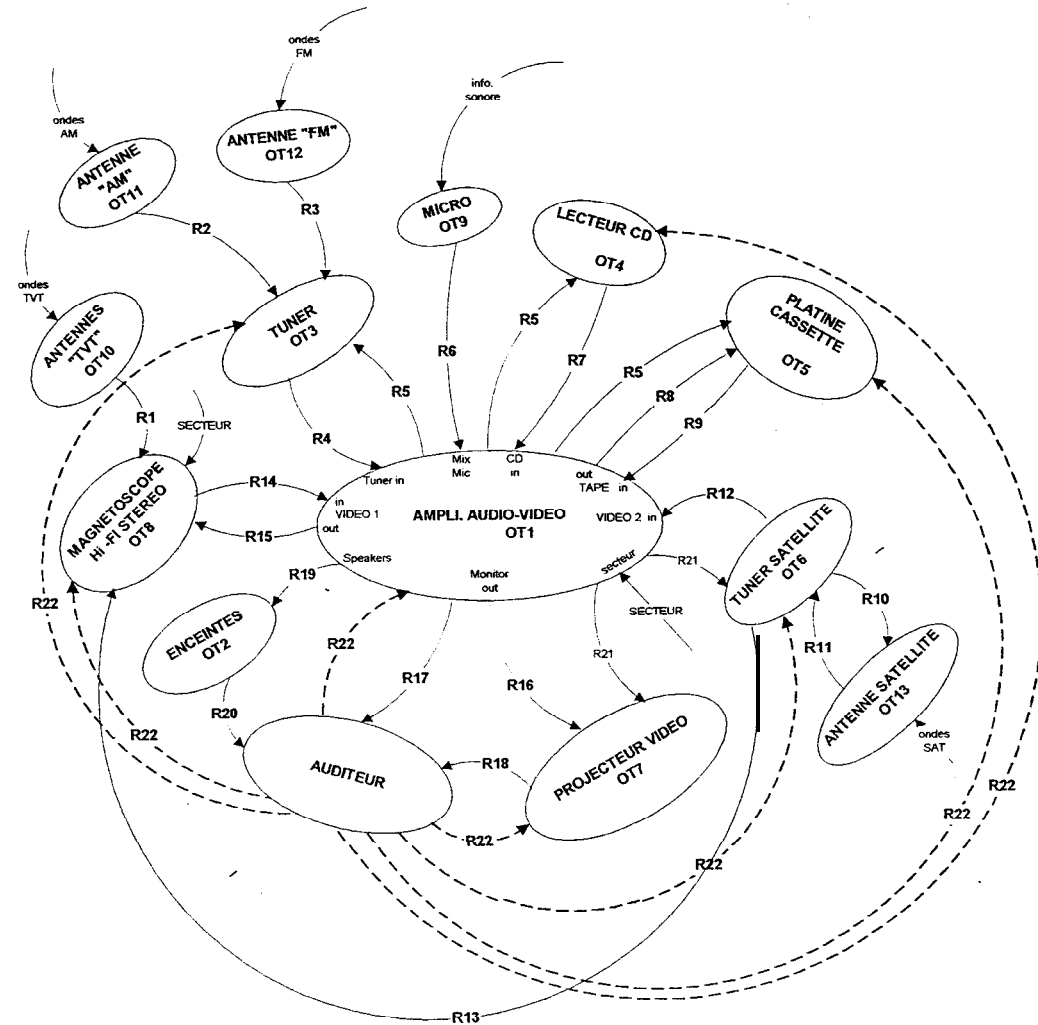 ondes
FM
info.
sonore
ondes
AM
ANTENNE "FM"
OT12
ANTENNE
"AM"
OT11
R3
R2
MICRO
OT9
LECTEUR CD
OT4
ondes
TVT
ANTENNES
"TVT"
OT10
TUNER
OT3
PLATINE
CASSETTE
OT5
R5
R6
R7
R5
R5
R8
R9
R1
SECTEUR
R4
Mix
Mic
CD
in
Tuner in
out
TAPE in
MAGNETOSCOPE
Hi -FI STEREO
OT8
R14
R15
in
VIDEO 1
out
AMPLI. AUDIO-VIDEO
OT1
VIDEO 2 in
R12
TUNER SATELLITE
OT6
Speakers
Monitor
out
secteur
R21
R19
R22
ENCEINTES
OT2
R22
SECTEUR
R10
R11
R21
R17
R16
ANTENNE SATELLITE
OT13
ondes
SAT
R20
R22
AUDITEUR
R18
PROJECTEUR VIDEO
OT7
R22
R22
R22
R22
R13